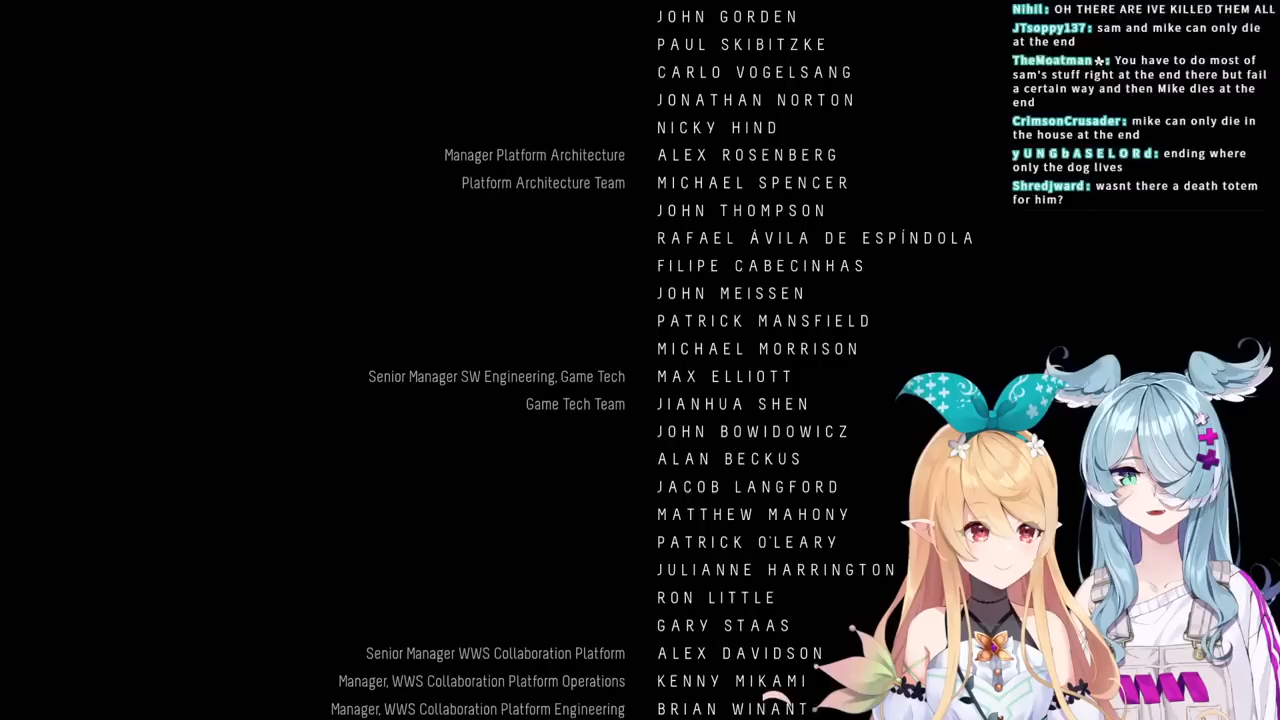 JOHN GORDEN
PAUL SKIBITZKE
CARLO VOGELSANG
JONATHAN NORTON
NICKY HIND
Manager Platform Architecture ALEX ROSENBERG
Platform Architecture Team MICHAEL SPENCER
JOHN THOMPSON
RAFAEL ÁVILA DE ESPÍNDOLA
FILIPE CABECINHAS
JOHN MEISSEN
PATRICK MANSFIELD
MICHAEL MORRISON
Senior Manager SW Engineering, Game Tech MAX ELLIOTT
Game Tech Team JIANHUA SHEN
JOHN BOWIDOWICZ
ALAN BECKUS
JACOB LANGFORD
MATTHEW MAHONY
PATRICK O'LEARY
JULIANNE HARRINGTON
RON LITTLE
GARY STAAS
Senior Manager WWS Collaboration Platform ALEX DAVIDSON
Manager, WWS Collaboration Platform Operations KENNY MIKAMI
Manager, WWS Collaboration Platform Engineering BRIAN WINANT
Nihil: OH THERE ARE IVE KILLED THEM ALL
JTsoppy137: sam and mike can only die
at the end
TheMoatman: You have to do most of
sam's stuff right at the end there but fail
a certain way and then Mike dies at the
end
CrimsonCrusader: mike can only die in
the house at the end
yUNGbASELORd: ending where
only the dog lives
Shredjward: wasnt there a death totem
for him?